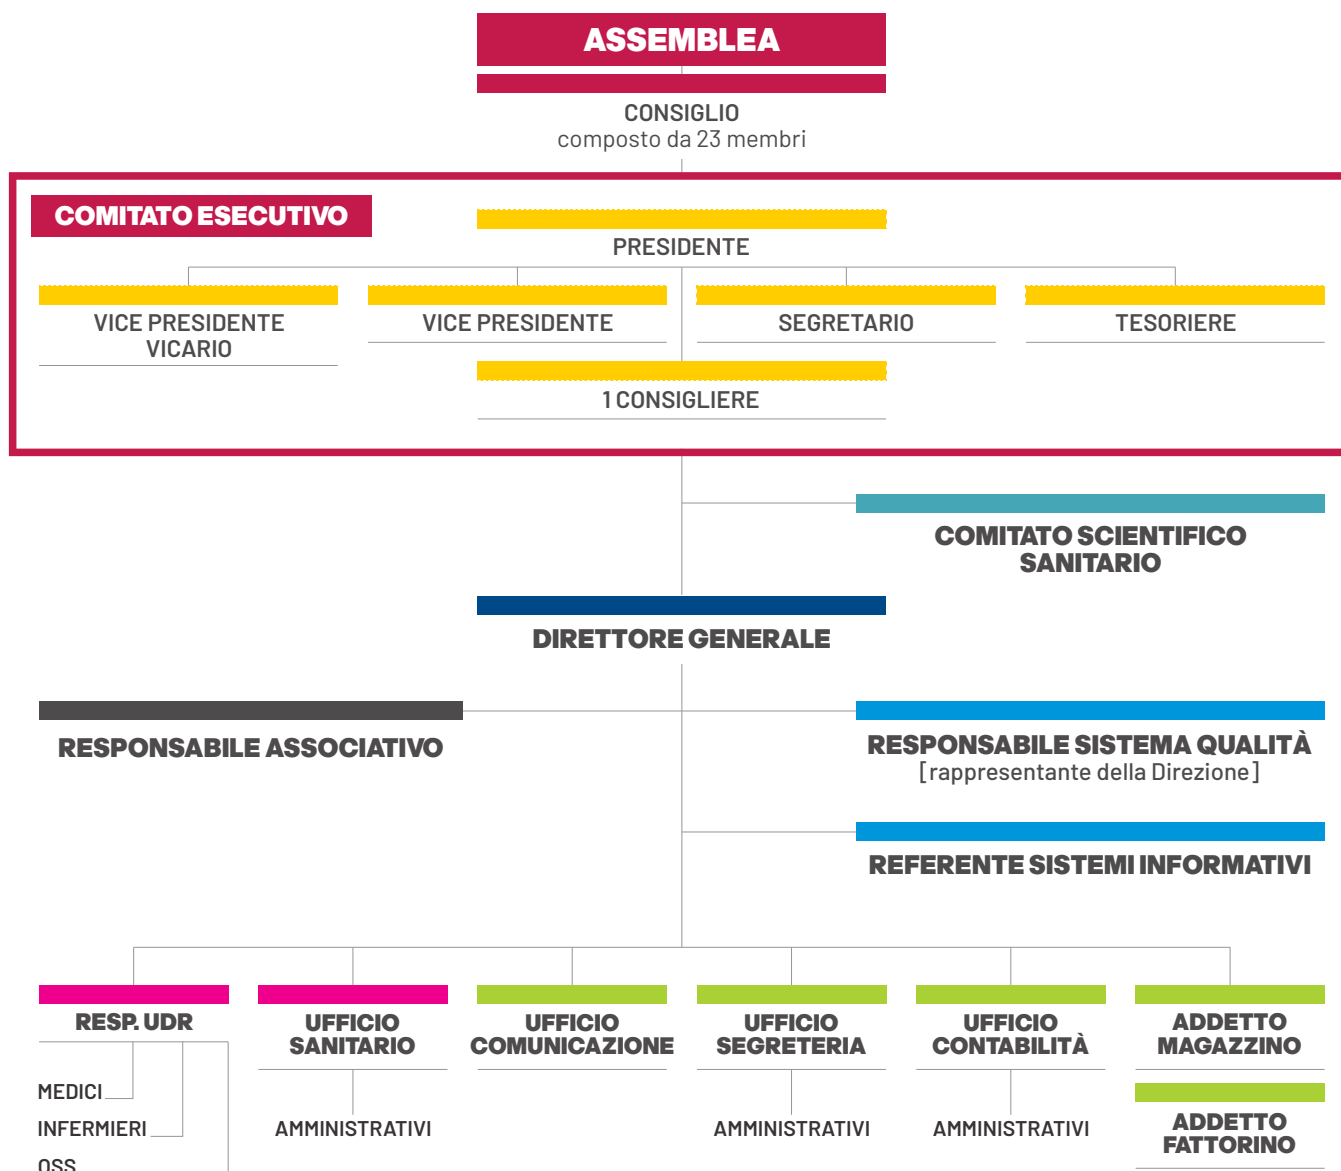 ASSEMBLEA
CONSIGLIO
composto da 23 membri
COMITATO ESECUTIVO
PRESIDENTE
VICE PRESIDENTE
VICARIO
VICE PRESIDENTE
SEGRETARIO
TESORIERE
1 CONSIGLIERE
COMITATO SCIENTIFICO
SANITARIO
DIRETTORE GENERALE
RESPONSABILE ASSOCIATIVO
RESPONSABILE SISTEMA QUALITÀ
[rappresentante della Direzione]
REFERENTE SISTEMI INFORMATIVI
RESP. UDR
MEDICI
INFERMIERI
OSS
UFFICIO
SANITARIO
AMMINISTRATIVI
UFFICIO
COMUNICAZIONE
UFFICIO
SEGRETERIA
AMMINISTRATIVI
UFFICIO
CONTABILITÀ
AMMINISTRATIVI
ADDETTO
MAGAZZINO
ADDETTO
FATTORINO